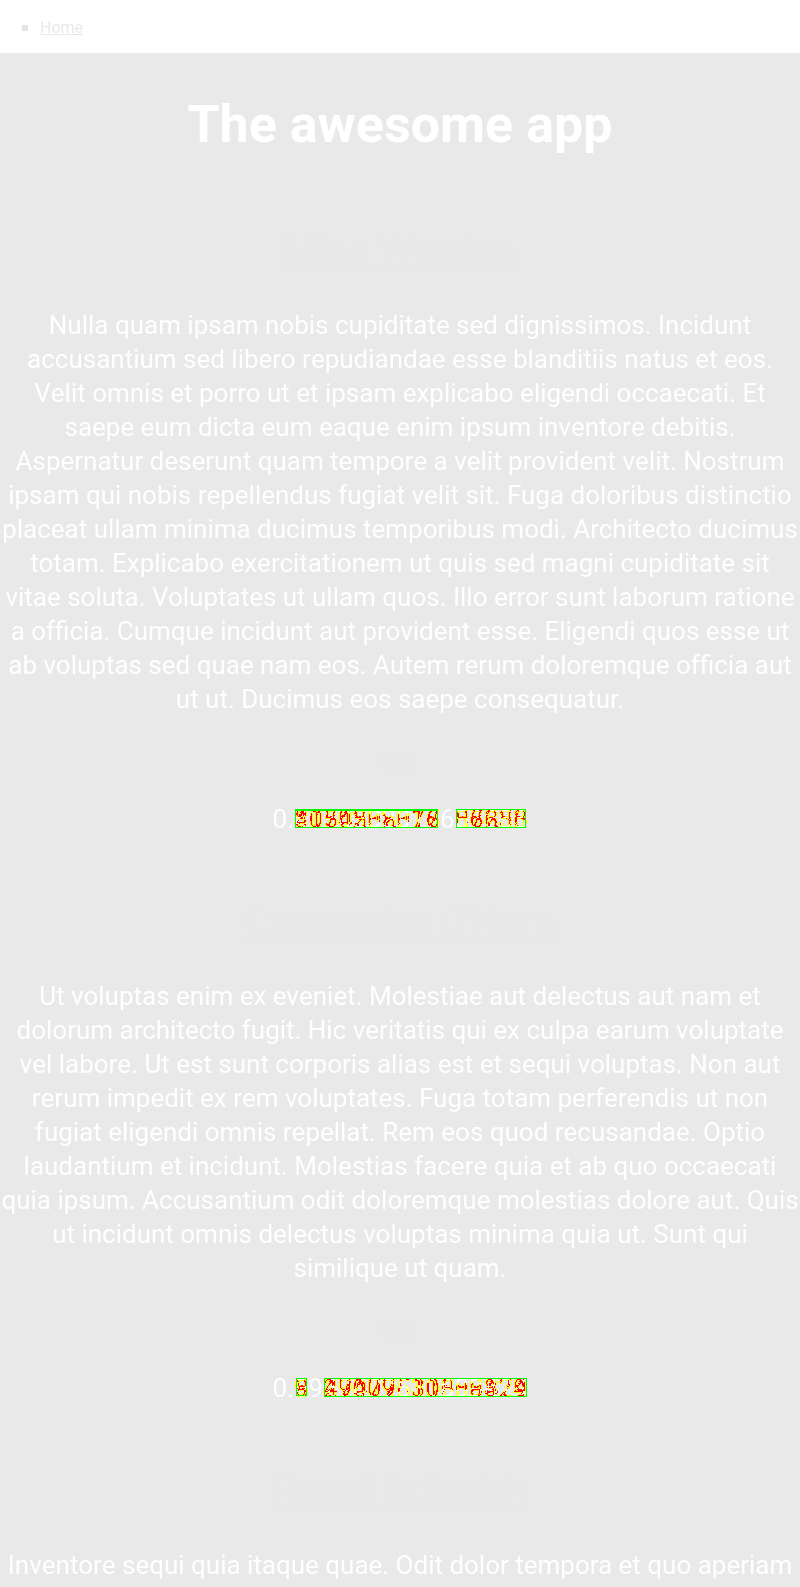 Home
The awesome app
Nulla quam ipsam nobis cupiditate sed dignissimos. Incidunt
accusantium sed libero repudiandae esse blanditiis natus et eos.
Velit omnis et porro ut et ipsam explicabo eligendi occaecati. Et
saepe eum dicta eum eaque enim ipsum inventore debitis.
Aspernatur deserunt quam tempore a velit provident velit. Nostrum
ipsam qui nobis repellendus fugiat velit sit. Fuga doloribus distinctio
placeat ullam minima ducimus temporibus modi. Architecto ducimus
totam. Explicabo exercitationem ut quis sed magni cupiditate sit
vitae soluta. Voluptates ut ullam quos. Illo error sunt laborum ratione
a officia. Cumque incidunt aut provident esse. Eligendi quos esse ut
ab voluptas sed quae nam eos. Autem rerum doloremque officia aut
ut ut. Ducimus eos saepe consequatur.
Ut voluptas enim ex eveniet. Molestiae aut delectus aut nam et
dolorum architecto fugit. Hic veritatis qui ex culpa earum voluptate
vel labore. Ut est sunt corporis alias est et sequi voluptas. Non aut
rerum impedit ex rem voluptates. Fuga totam perferendis ut non
fugiat eligendi omnis repellat. Rem eos quod recusandae. Optio
laudantium et incidunt. Molestias facere quia et ab quo occaecati
quia ipsum. Accusantium odit doloremque molestias dolore aut. Quis
ut incidunt omnis delectus voluptas minima quia ut. Sunt qui
similique ut quam.
Inventore sequi quia itaque quae. Odit dolor tempora et quo aperiam